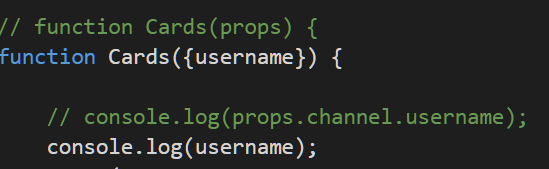 // function Cards(props) {
function Cards({username}) {
// console.log(props.channel.username);
console.log(username);